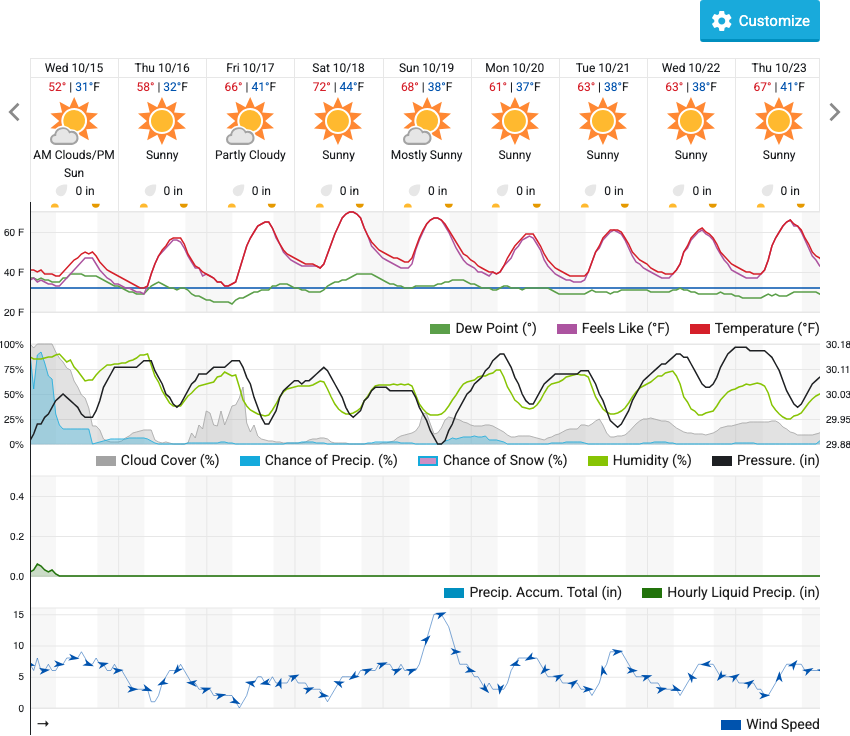 Customize
Wed 10/15 Thu 10/16 Fri 10/17 Sat 10/18 Sun 10/19 Mon 10/20 Tue 10/21 Wed 10/22 Thu 10/23
52° | 31°F 58° | 32°F 66° | 41°F 72° | 44°F 68° | 38°F 61° | 37°F 63° | 38°F 63° | 38°F 67° | 41°F
AM Clouds/PM Sunny Partly Cloudy Sunny Mostly Sunny Sunny Sunny Sunny Sunny
Sun
0 in 0 in 0 in 0 in 0 in 0 in 0 in 0 in 0 in
60 F
40 F
20 F
Dew Point (°) Feels Like (°F) Temperature (°F)
100% 30.18
75% 30.11
50% 30.03
25% 29.95
0% 29.88
Cloud Cover (%) Chance of Precip. (%) Chance of Snow (%) Humidity (%) Pressure. (in)
0.4
0.2
0.0
Precip. Accum. Total (in) Hourly Liquid Precip. (in)
15
10
5
0
→ Wind Speed